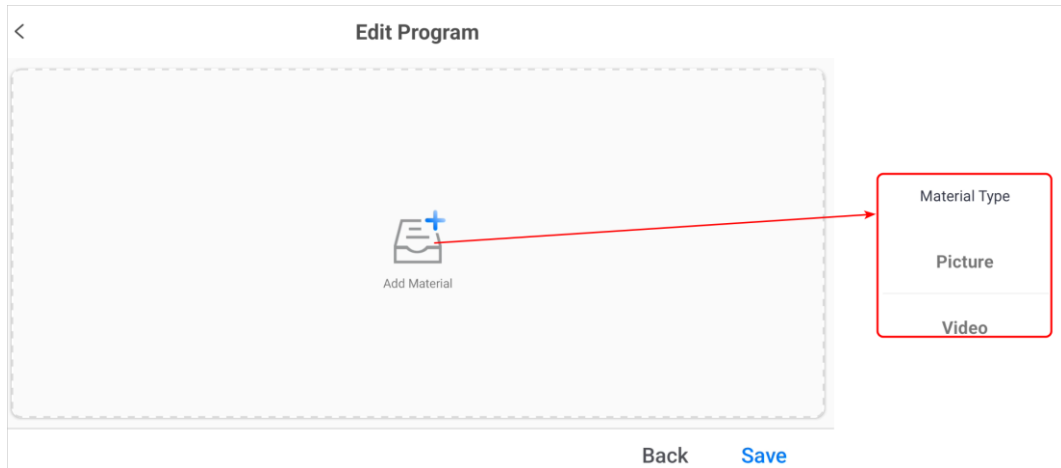 Edit Program
Add Material
Material Type
Picture
Video
Back
Save